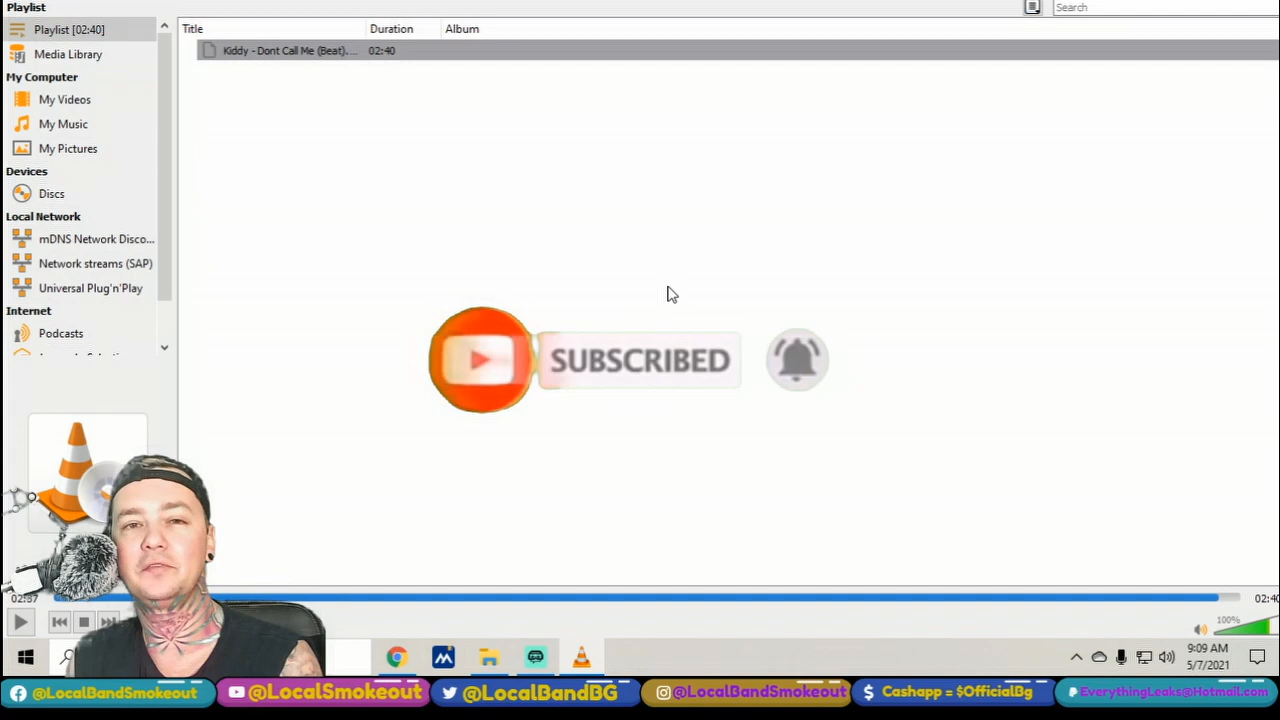 Playlist
Search
Playlist [02:40]
Title
Duration
Album
Media Library
Kiddy - Dont Call Me (Beat)....
02:40
My Computer
My Videos
My Music
My Pictures
Devices
Discs
Local Network
mDNS Network Disco...
Network streams (SAP)
Universal Plug'n'Play
Internet
Podcasts
SUBSCRIBED
02:37
02:40
100%
9:09 AM
5/7/2021
@LocalBandSmokeout
@LocalSmokeout
@LocalBandBG
@LocalBandSmokeout
Cashapp = $OfficialBg
EverythingLeaks@Hotmail.com